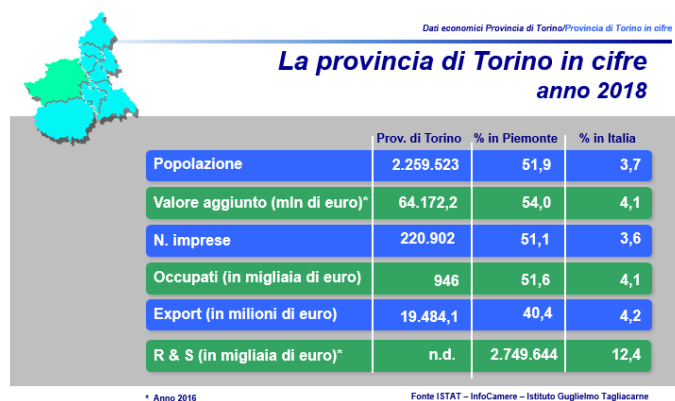 Dati economici Provincia di Torino/Provincia di Torino in cifre
La provincia di Torino in cifre
anno 2018
Prov. di Torino % in Piemonte % in Italia
Popolazione 2.259.523 51,9 3,7
Valore aggiunto (mln di euro)* 64.172,2 54,0 4,1
N. imprese 220.902 51,1 3,6
Occupati (in migliaia di euro) 946 51,6 4,1
Export (in milioni di euro) 19.484,1 40,4 4,2
R & S (in migliaia di euro)* n.d. 2.749.644 12,4
* Anno 2016 Fonte ISTAT – InfoCamere – Istituto Guglielmo Tagliacarne